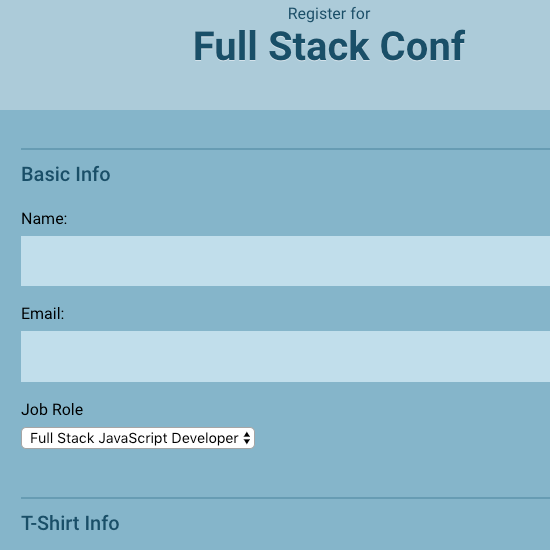 Register for
Full Stack Conf
Basic Info
Name:
Email:
Job Role
Full Stack JavaScript Developer
T-Shirt Info